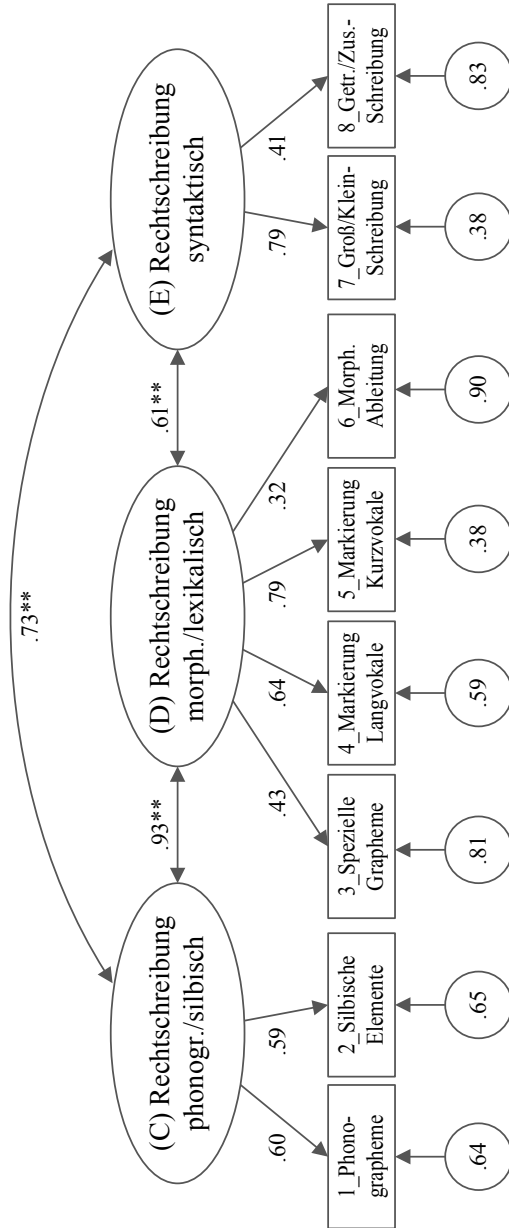 .73**
.93**
.61**
(C) Rechtschreibung
phonogr./silbisch
(D) Rechtschreibung
morph./lexikalisch
(E) Rechtschreibung
syntaktisch
.60
.59
.43
.64
.79
.32
.79
.41
1_Phono-
grapheme
2_Silbische
Elemente
3_Spezielle
Grapheme
4_Markierung
Langvokale
5_Markierung
Kurzvokale
6_Morph.
Ableitung
7_Groß/Klein-
Schreibung
8_Getr./Zus.-
Schreibung
.64
.65
.81
.59
.38
.90
.38
.83